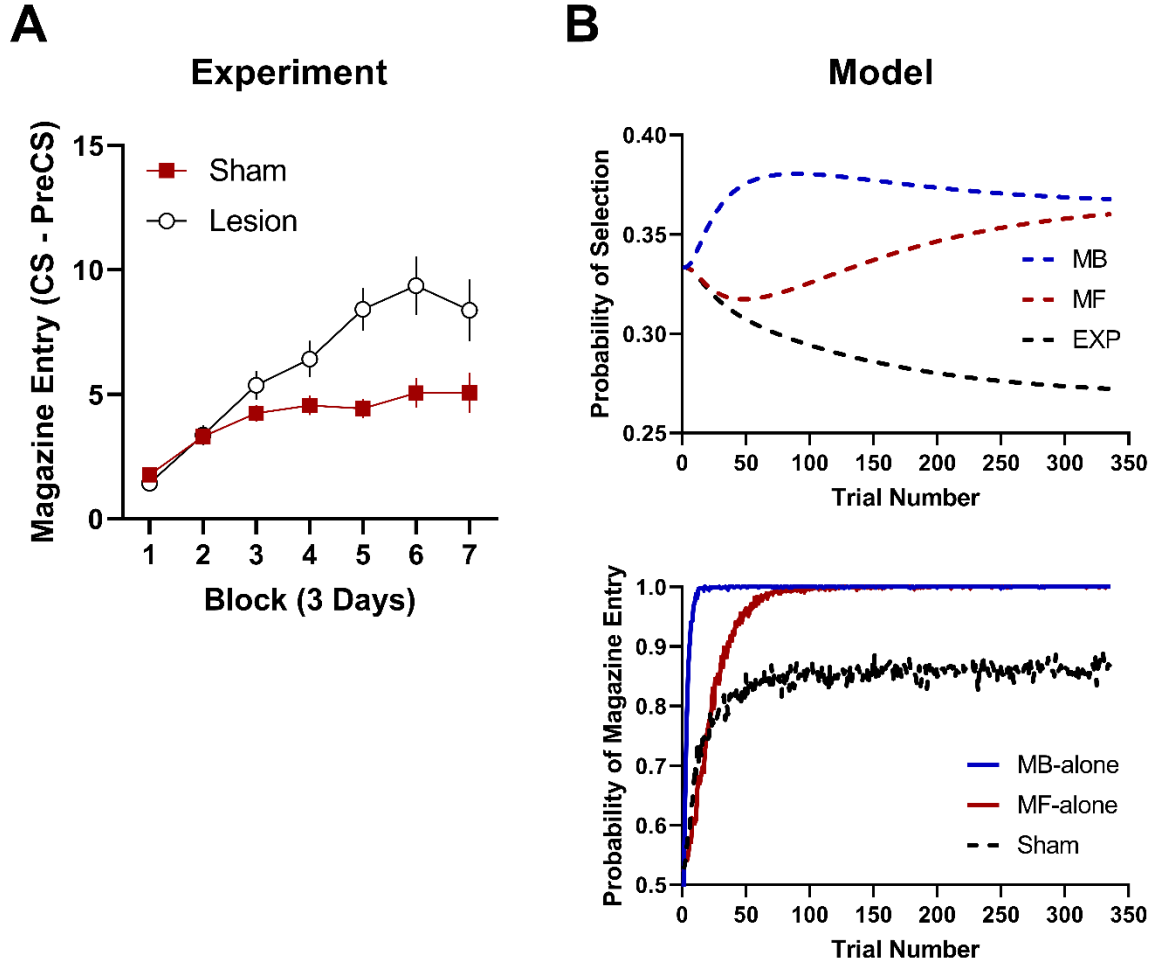 A
Experiment
Magazine Entry (CS - PreCS)
15
10
5
0
Sham
Lesion
1 2 3 4 5 6 7
Block (3 Days)
B
Model
Probability of Selection
0.40
0.35
0.30
0.25
MB
MF
EXP
0 50 100 150 200 250 300 350
Trial Number
Probability of Magazine Entry
1.0
0.9
0.8
0.7
0.6
0.5
MB-alone
MF-alone
Sham
0 50 100 150 200 250 300 350
Trial Number